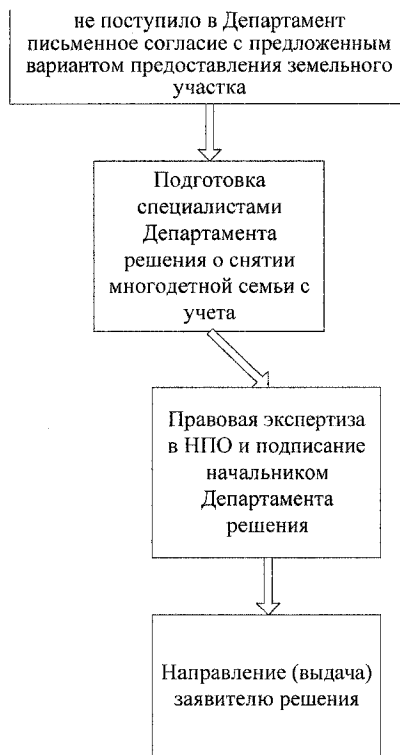 не поступило в Департамент
письменное согласие с предложенным
вариантом предоставления земельного
участка
Подготовка
специалистами
Департамента
решения о снятии
многодетной семьи с
учета
Правовая экспертиза
в НПО и подписание
начальником
Департамента
решения
Направление (выдача)
заявителю решения